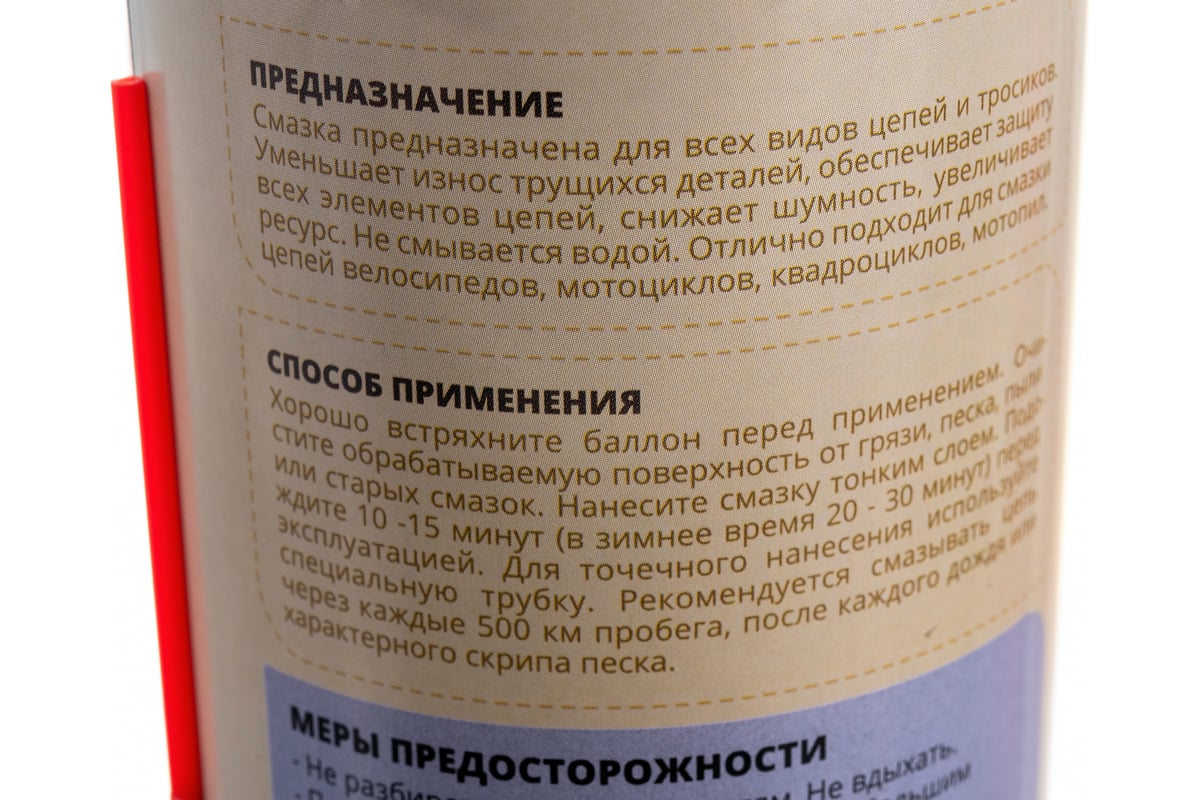 ПРЕДНАЗНАЧЕНИЕ
Смазка предназначена для всех видов цепей и тросиков.
Уменьшает износ трущихся деталей, обеспечивает защиту
всех элементов цепей, снижает шумность, увеличивает
ресурс. Не смывается водой. Отлично подходит для смазки
цепей велосипедов, мотоциклов, квадроциклов, мотопил.
СПОСОБ ПРИМЕНЕНИЯ
Хорошо встряхните баллон перед применением. Очи-
стите обрабатываемую поверхность от грязи, песка, пыли
или старых смазок. Нанесите смазку тонким слоем. Подо-
ждите 10 -15 минут (в зимнее время 20 - 30 минут) перед
эксплуатацией. Для точечного нанесения используйте
специальную трубку. Рекомендуется смазывать цепь
через каждые 500 км пробега, после каждого дождя или
характерного скрипа песка.
МЕРЫ ПРЕДОСТОРОЖНОСТИ
- Не Не вдыхать.